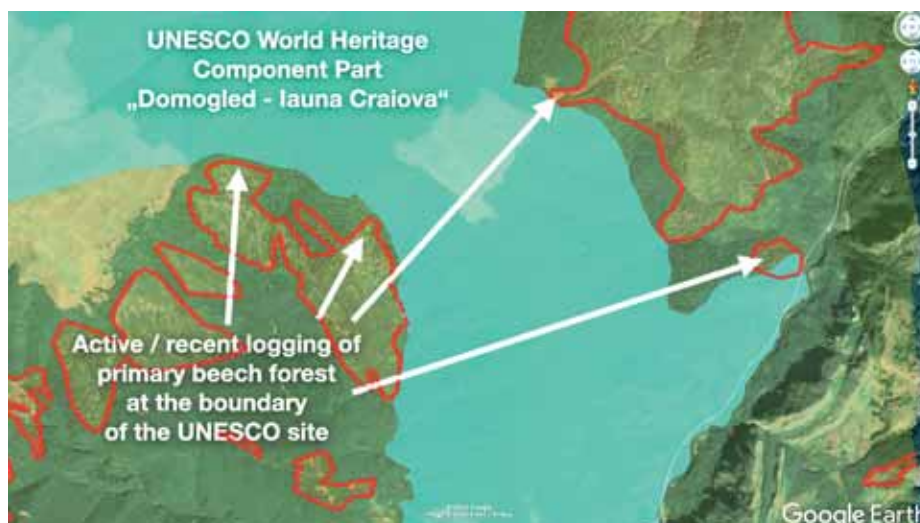 UNESCO World Heritage
Component Part
„Domogled - Iauna Craiova“
Active / recent logging of
primary beech forest
at the boundary
of the UNESCO site
Google Earth